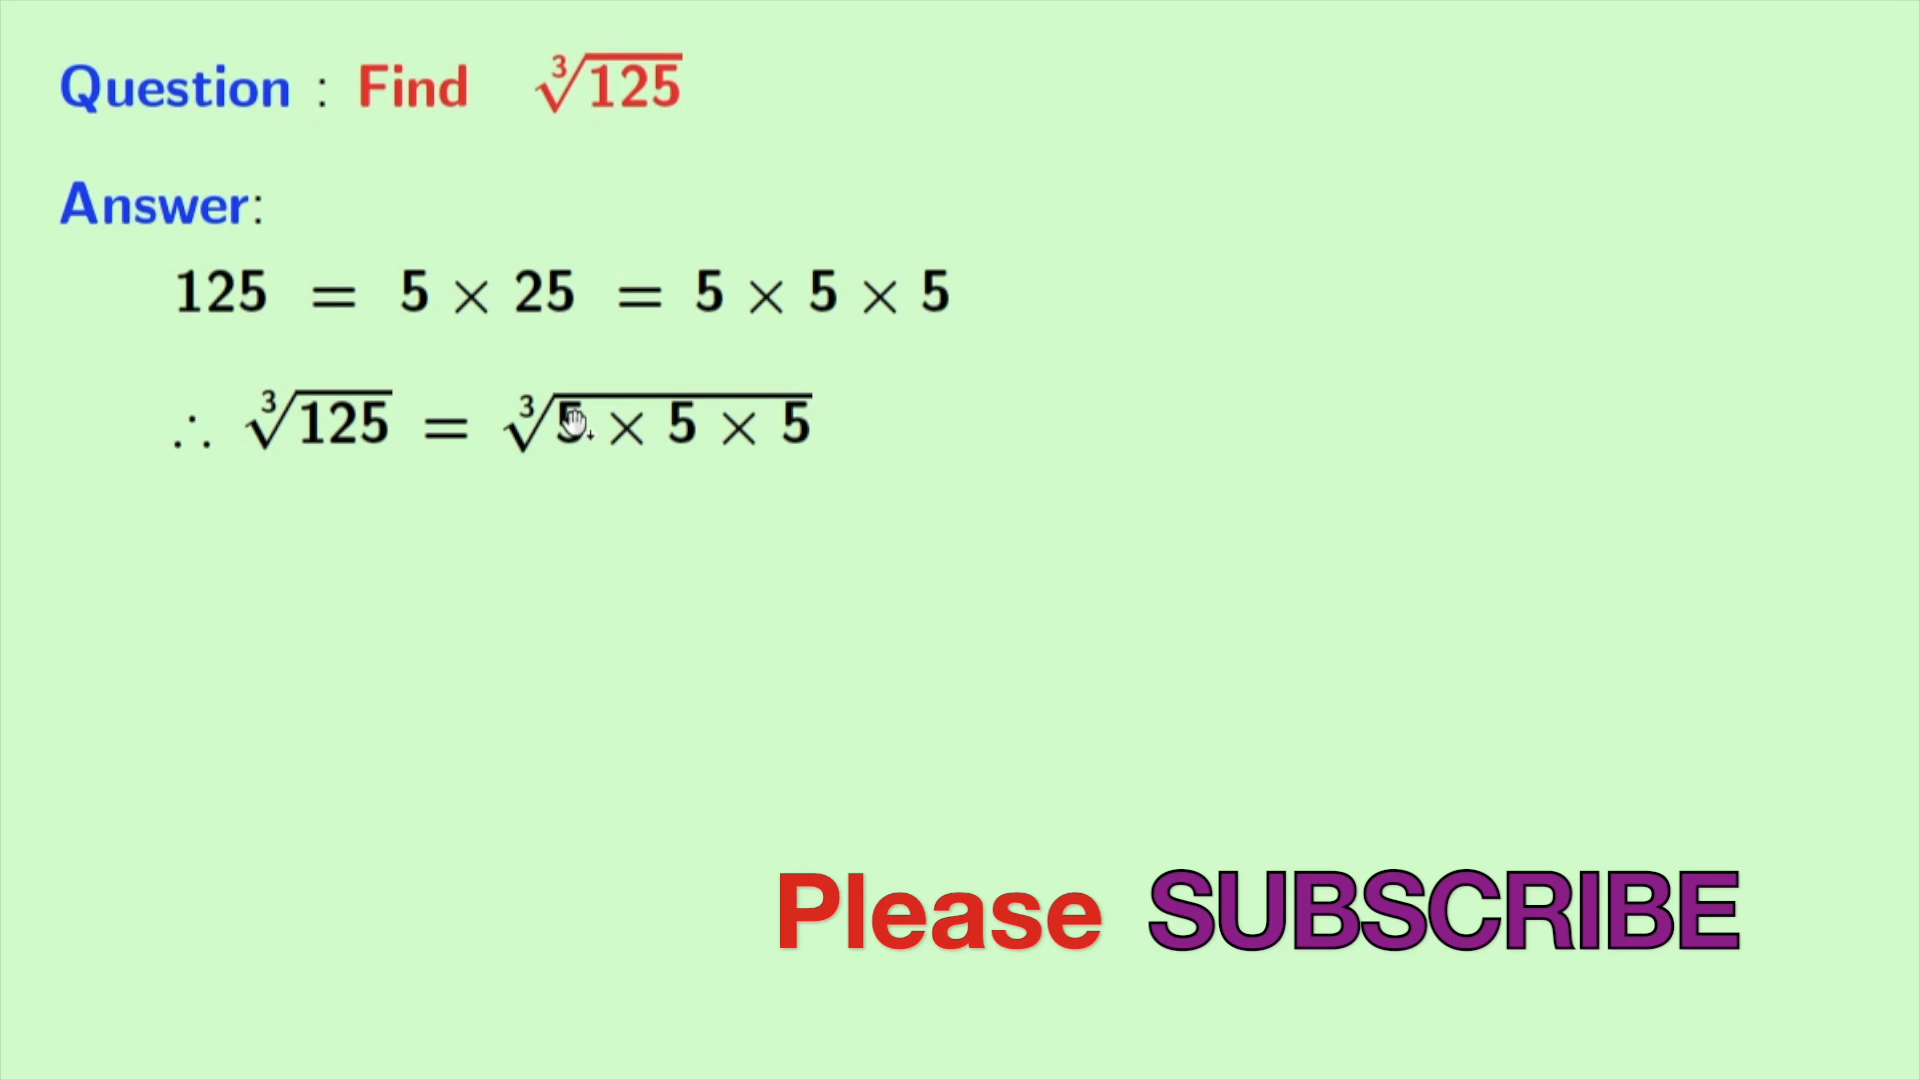 Question : Find ∛125
Answer:
125 = 5 × 25 = 5 × 5 × 5
∴ ∛125 = ∛(5 × 5 × 5)
Please SUBSCRIBE